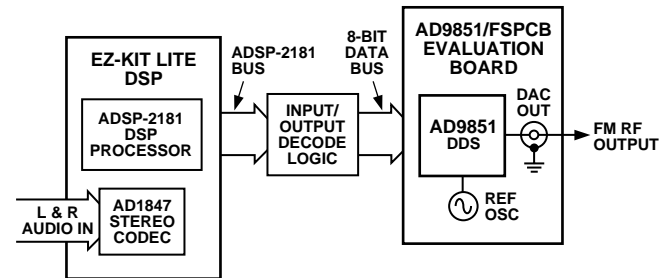 EZ-KIT LITE
DSP
ADSP-2181
DSP
PROCESSOR
L & R
AUDIO IN
AD1847
STEREO
CODEC
ADSP-2181
BUS
INPUT/
OUTPUT
DECODE
LOGIC
8-BIT
DATA
BUS
AD9851/FSPCB
EVALUATION
BOARD
AD9851
DDS
DAC
OUT
REF
OSC
FM RF
OUTPUT